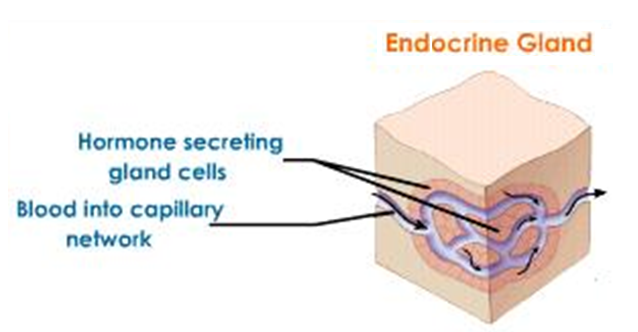 Endocrine Gland
Hormone secreting
gland cells
Blood into capillary
network